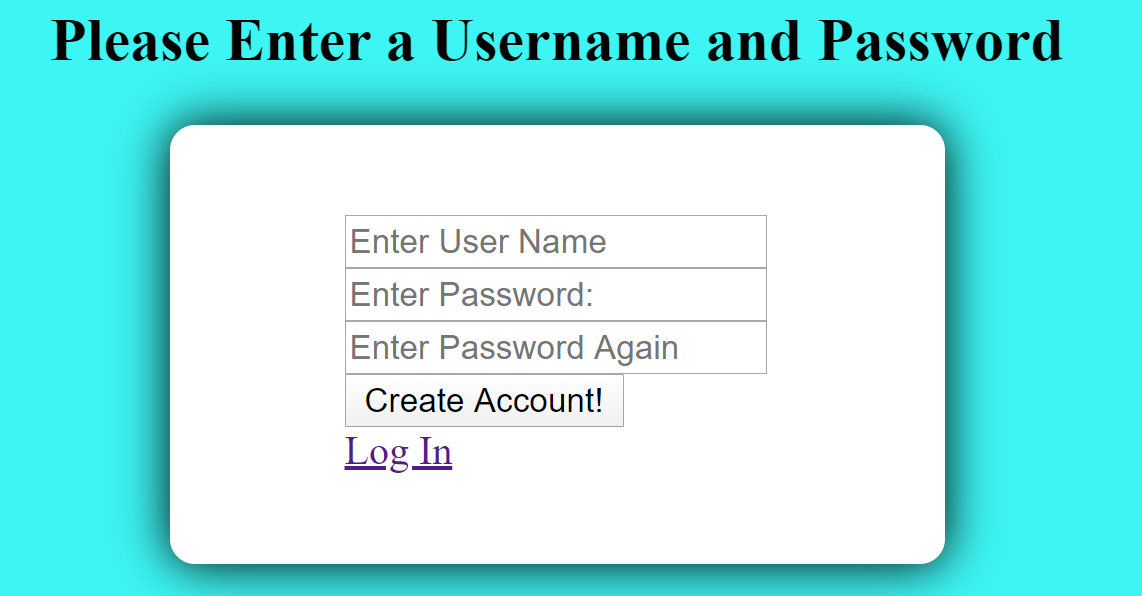 Please Enter a Username and Password
Enter User Name
Enter Password:
Enter Password Again
Create Account!
Log In